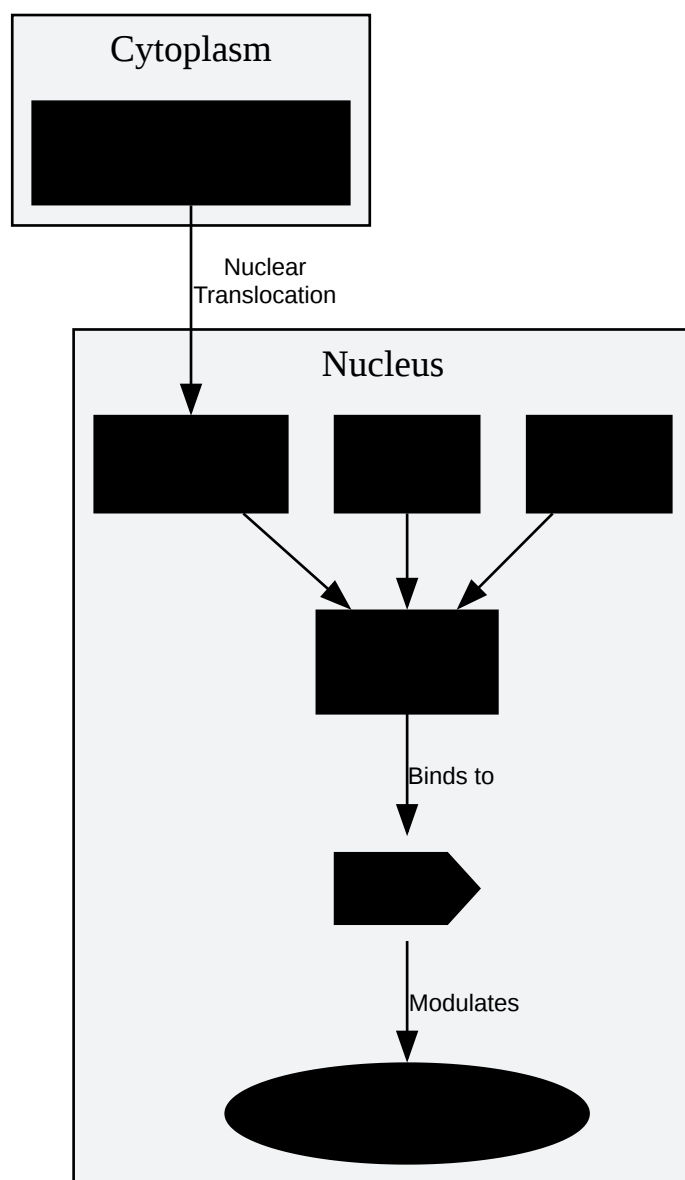 Cytoplasm
Nuclear
Translocation
Nucleus
Binds to
Modulates